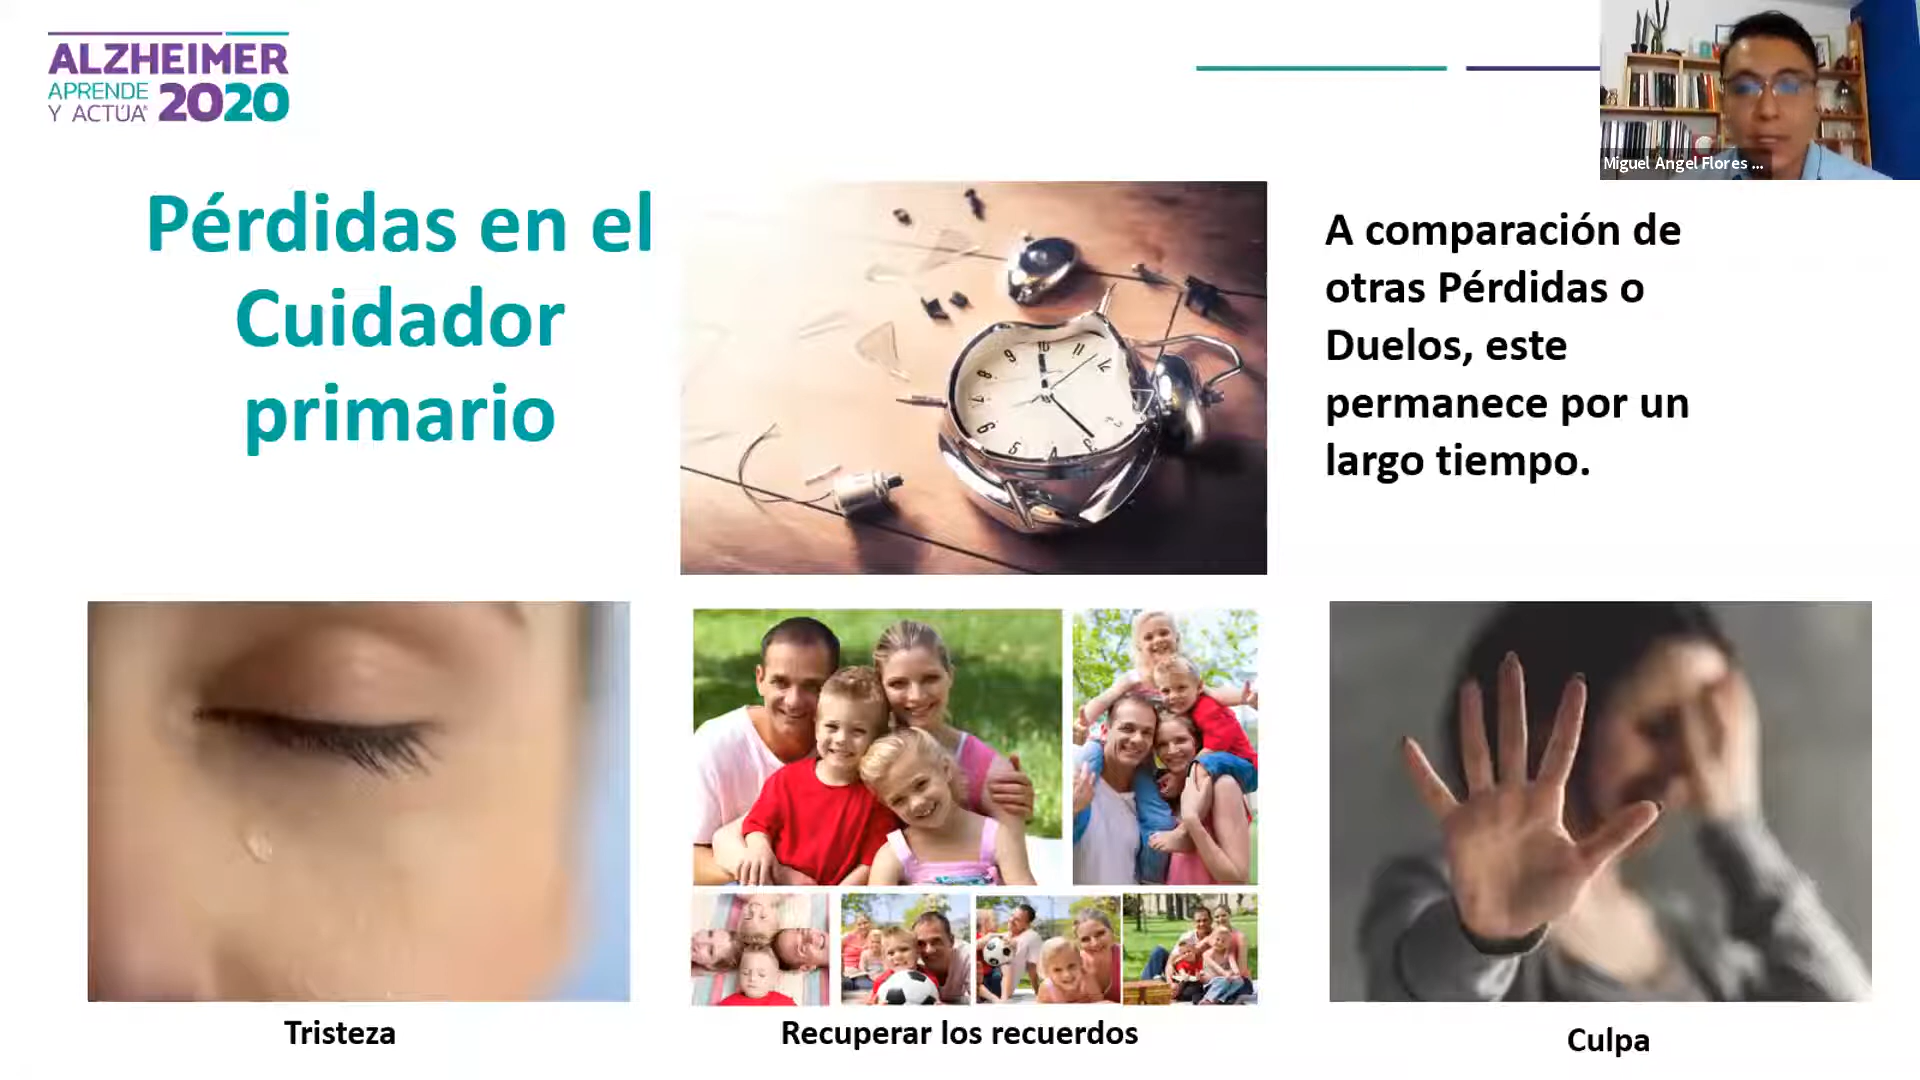 ALZHEIMER
APRENDE
Y ACTÚA® 2020
Miguel Angel Flores ...
Pérdidas en el
Cuidador
primario
A comparación de
otras Pérdidas o
Duelos, este
permanece por un
largo tiempo.
Tristeza
Recuperar los recuerdos
Culpa